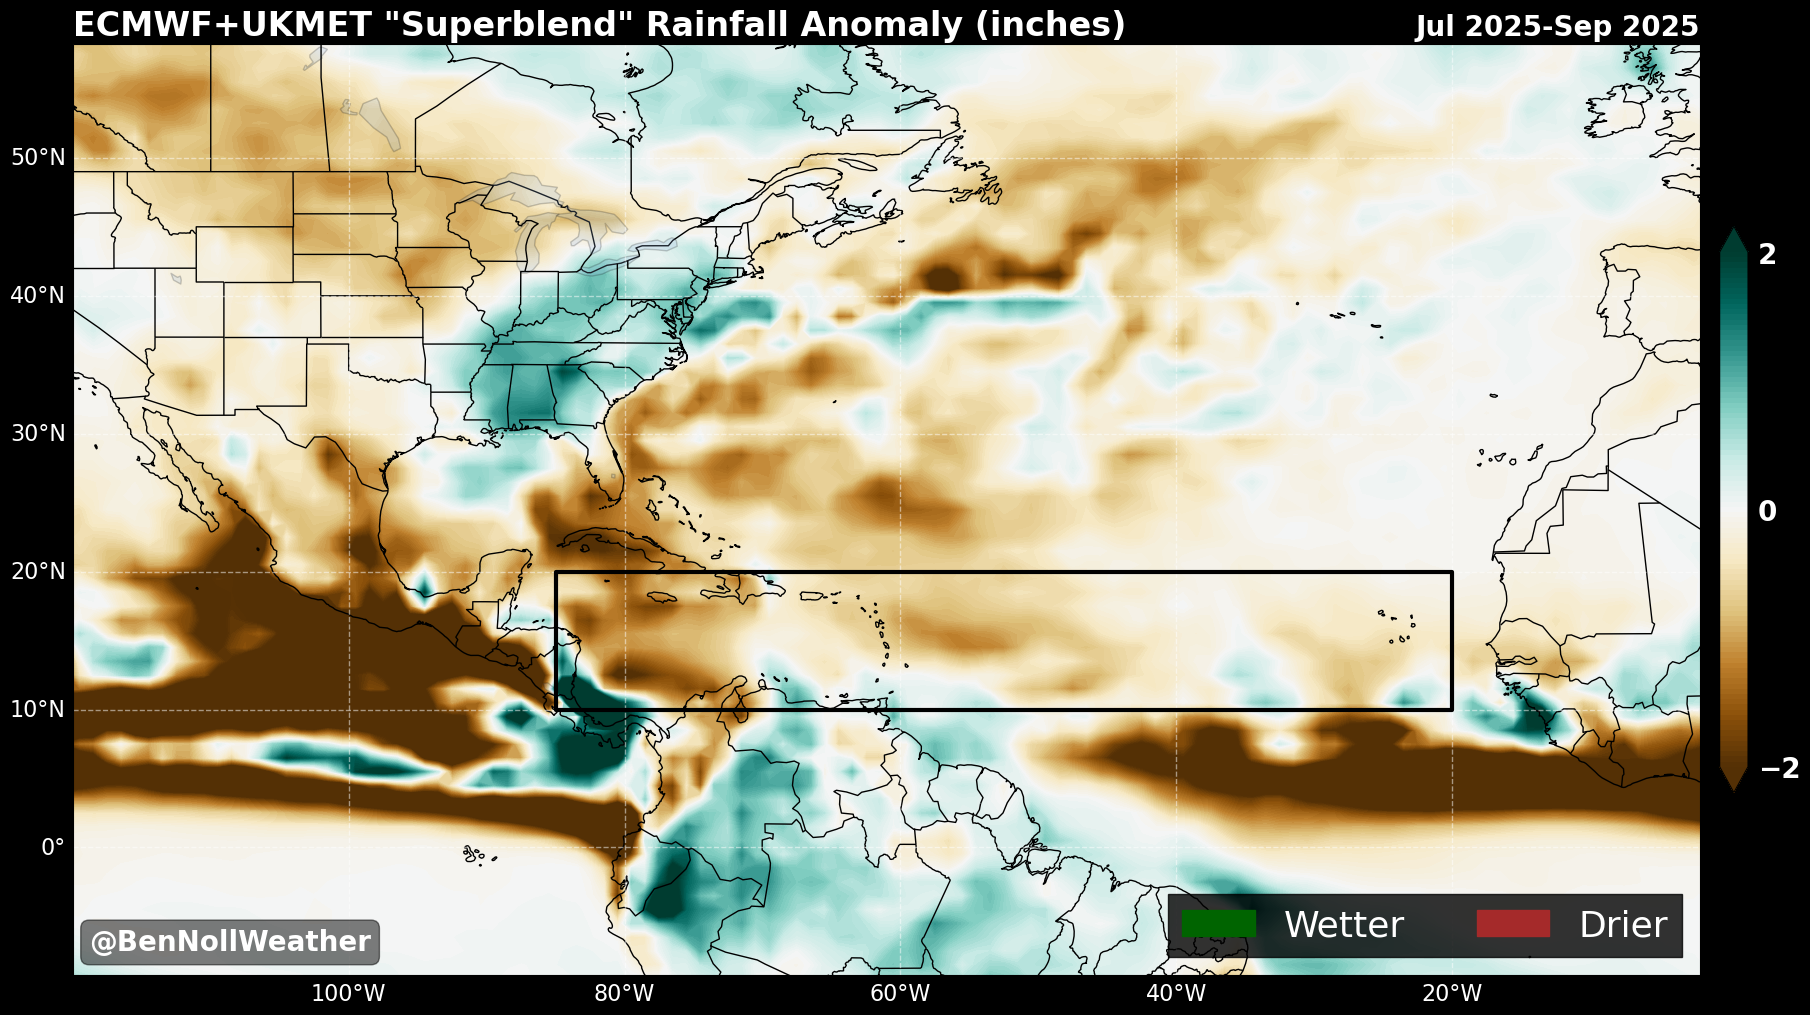 ECMWF+UKMET "Superblend" Rainfall Anomaly (inches)
Jul 2025-Sep 2025
50°N
40°N
30°N
20°N
10°N
0°
2
0
−2
@BenNollWeather
Wetter
Drier
100°W
80°W
60°W
40°W
20°W